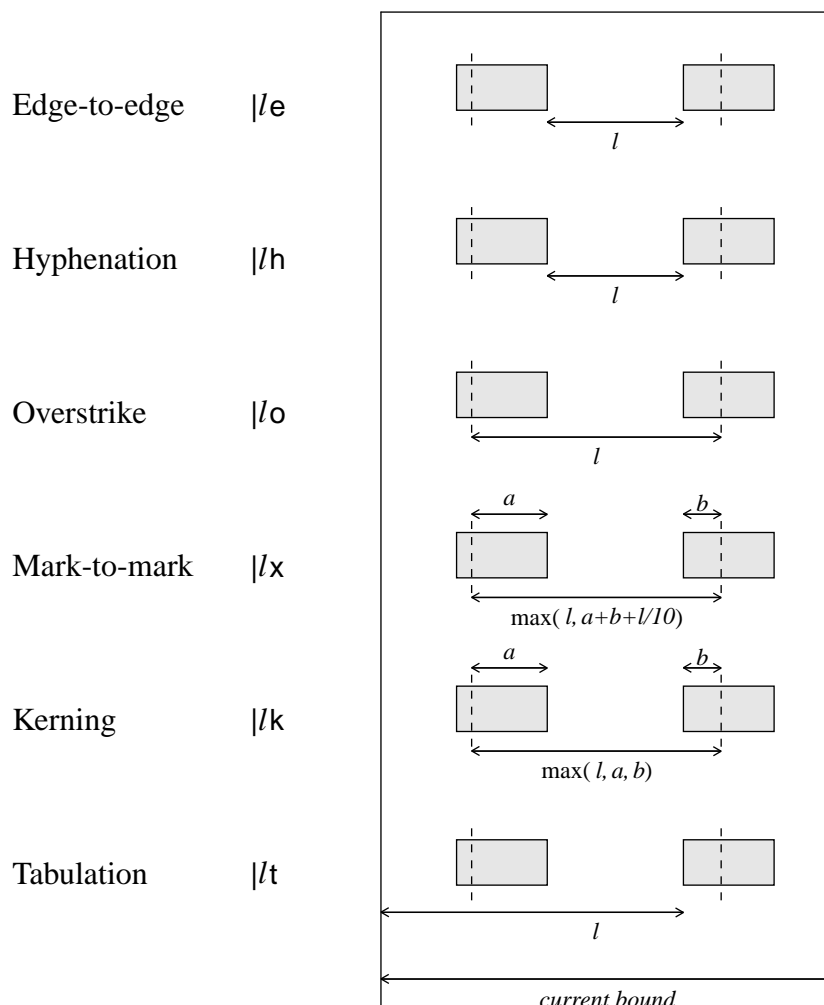 Edge-to-edge |le
l
Hyphenation |lh
l
Overstrike |lo
l
a b
Mark-to-mark |lx
max( l, a+b+l/10)
a b
Kerning |lk
max( l, a, b)
Tabulation |lt
l
current bound